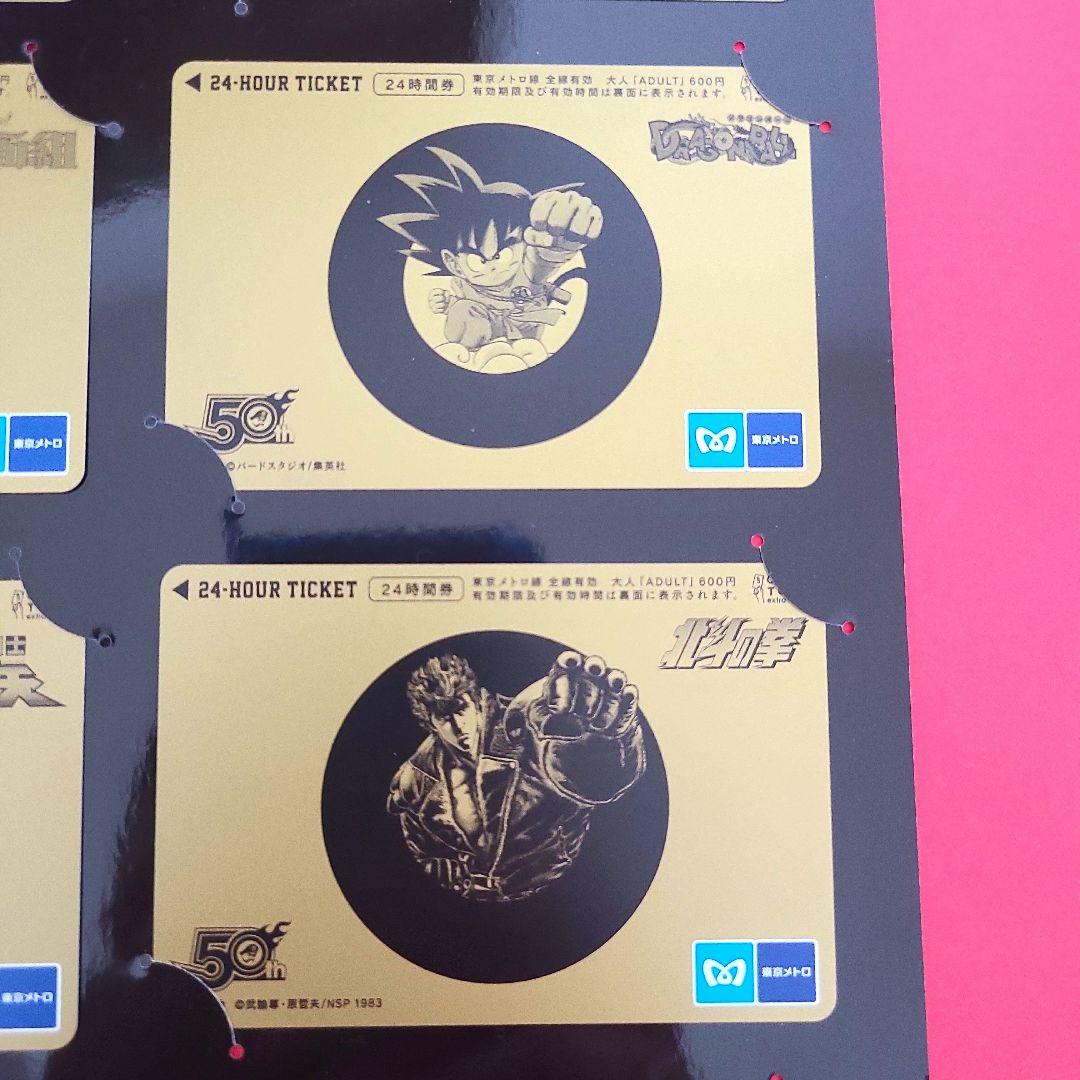 24-HOUR TICKET 24時間券
東京メトロ線 全線有効 大人「ADULT」600円
有効期限及び有効時間は裏面に表示されます。
DRAGONBALL
50th
©バードスタジオ/集英社
東京メトロ
東京メトロ
24-HOUR TICKET 24時間券
東京メトロ線 全線有効 大人「ADULT」600円
有効期限及び有効時間は裏面に表示されます。
北斗の拳
50th
©武論尊・原哲夫/NSP 1983
東京メトロ
東京メトロ